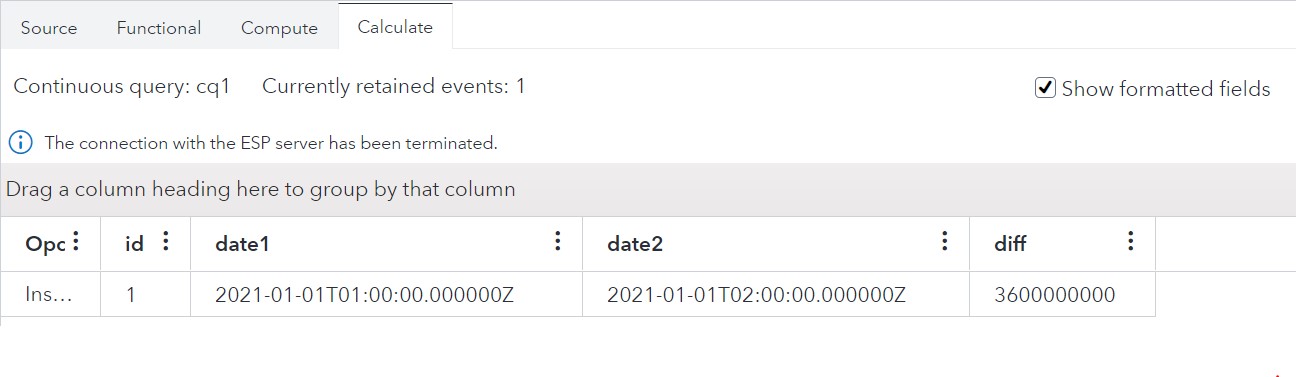 Source Functional Compute Calculate
Continuous query: cq1 Currently retained events: 1 Show formatted fields
The connection with the ESP server has been terminated.
Drag a column heading here to group by that column
Opc id date1 date2 diff
Ins... 1 2021-01-01T01:00:00.000000Z 2021-01-01T02:00:00.000000Z 3600000000